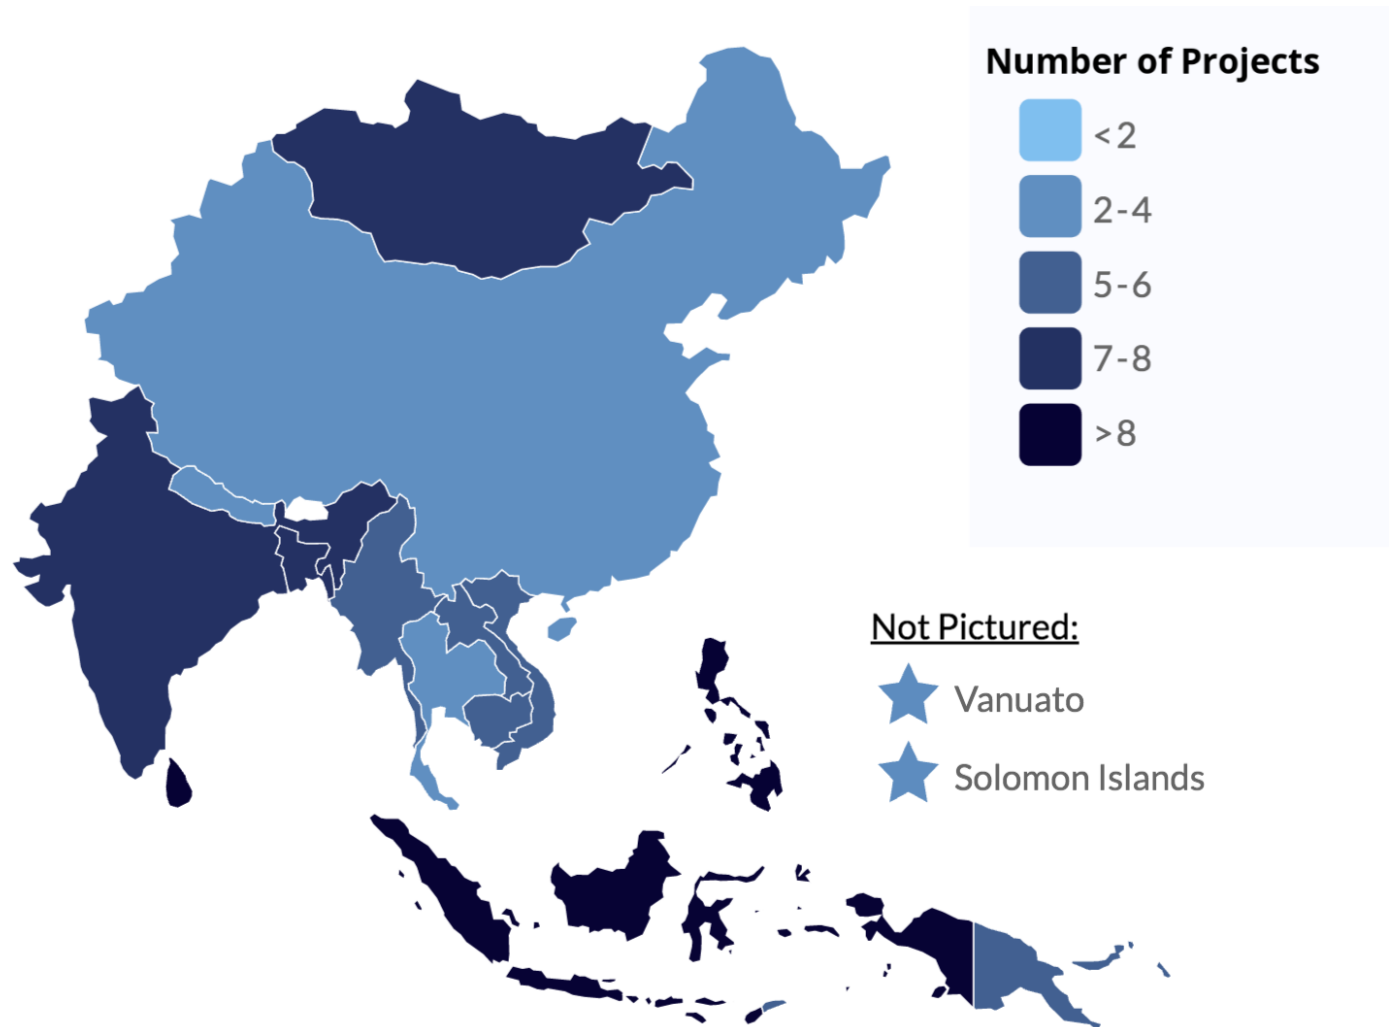 Number of Projects
<2
2-4
5-6
7-8
>8
Not Pictured:
Vanuato
Solomon Islands